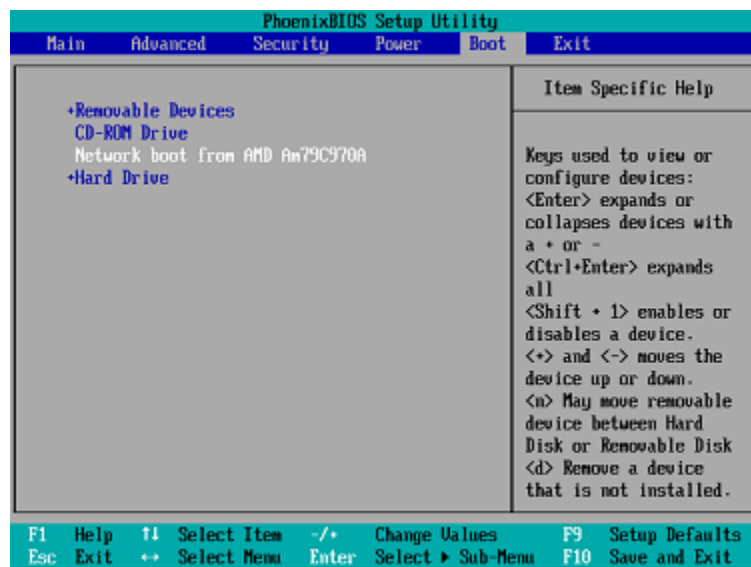 PhoenixBIOS Setup Utility
Main Advanced Security Power Boot Exit
Item Specific Help
+Removable Devices
CD-ROM Drive
Network boot from AMD Am79C970A
+Hard Drive
Keys used to view or
configure devices:
<Enter> expands or
collapses devices with
a + or -
<Ctrl+Enter> expands
all
<Shift + 1> enables or
disables a device.
<+> and <-> moves the
device up or down.
<n> May move removable
device between Hard
Disk or Removable Disk
<d> Remove a device
that is not installed.
F1 Help ↑↓ Select Item -/+ Change Values F9 Setup Defaults
Esc Exit ↔ Select Menu Enter Select ▶ Sub-Menu F10 Save and Exit